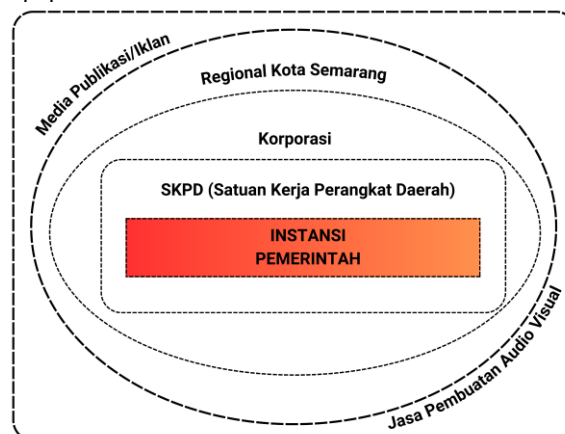 Media Publikasi/Iklan
Regional Kota Semarang
Korporasi
SKPD (Satuan Kerja Perangkat Daerah)
INSTANSI
PEMERINTAH
Jasa Pembuatan Audio Visual